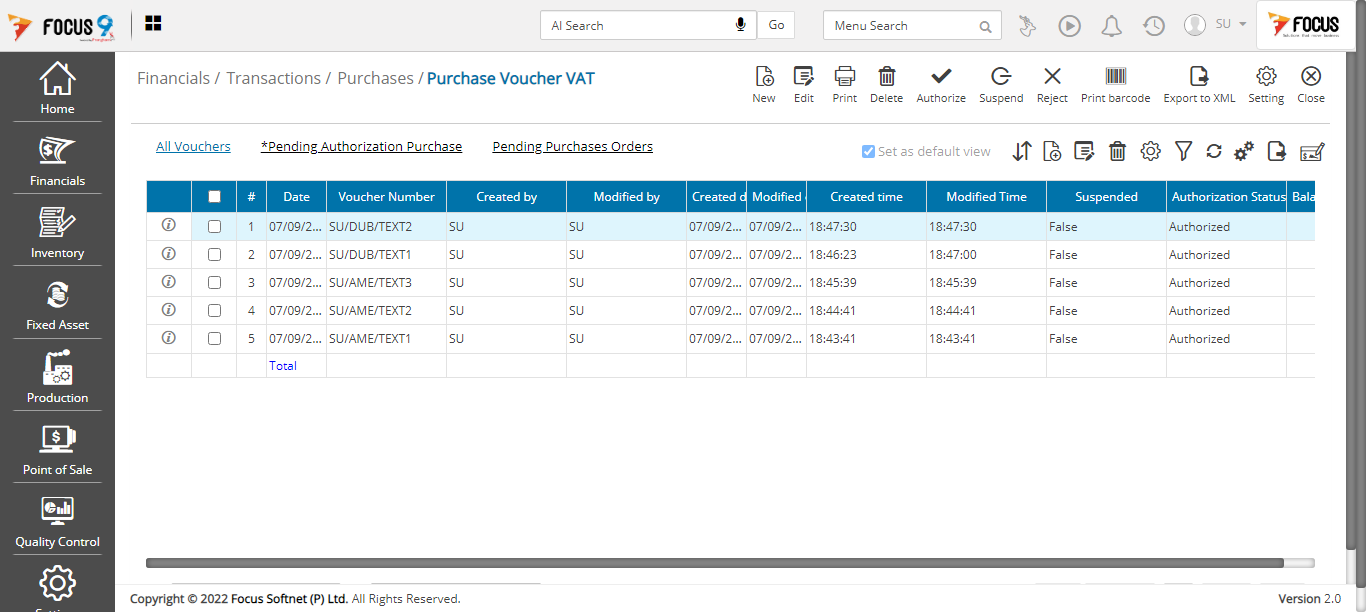 FOCUS 9
AI Search
Go
Menu Search
SU
FOCUS
Home
Financials
Inventory
Fixed Asset
Production
Point of Sale
Quality Control
Financials / Transactions / Purchases / Purchase Voucher VAT
New Edit Print Delete Authorize Suspend Reject Print barcode Export to XML Setting Close
All Vouchers *Pending Authorization Purchase Pending Purchases Orders
Set as default view
# Date Voucher Number Created by Modified by Created d Modified Created time Modified Time Suspended Authorization Status Bala
1 07/09/2... SU/DUB/TEXT2 SU SU 07/09/2... 07/09/2... 18:47:30 18:47:30 False Authorized
2 07/09/2... SU/DUB/TEXT1 SU SU 07/09/2... 07/09/2... 18:46:23 18:47:00 False Authorized
3 07/09/2... SU/AME/TEXT3 SU SU 07/09/2... 07/09/2... 18:45:39 18:45:39 False Authorized
4 07/09/2... SU/AME/TEXT2 SU SU 07/09/2... 07/09/2... 18:44:41 18:44:41 False Authorized
5 07/09/2... SU/AME/TEXT1 SU SU 07/09/2... 07/09/2... 18:43:41 18:43:41 False Authorized
Total
Copyright © 2022 Focus Softnet (P) Ltd. All Rights Reserved.
Version 2.0